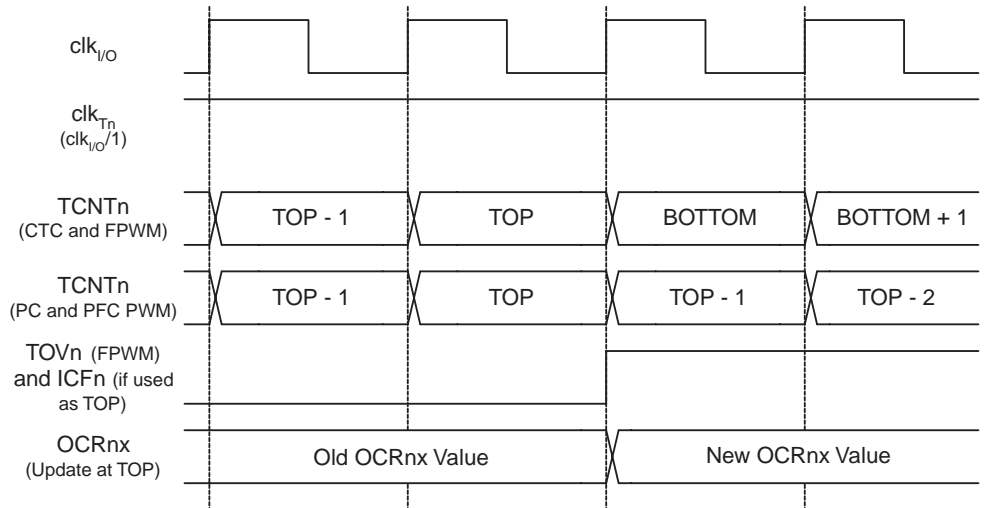 clkI/O
clkTn
(clkI/O/1)
TCNTn
(CTC and FPWM)
TOP - 1
TOP
BOTTOM
BOTTOM + 1
TCNTn
(PC and PFC PWM)
TOP - 1
TOP
TOP - 1
TOP - 2
TOVn (FPWM)
and ICFn (if used
as TOP)
OCRnx
(Update at TOP)
Old OCRnx Value
New OCRnx Value